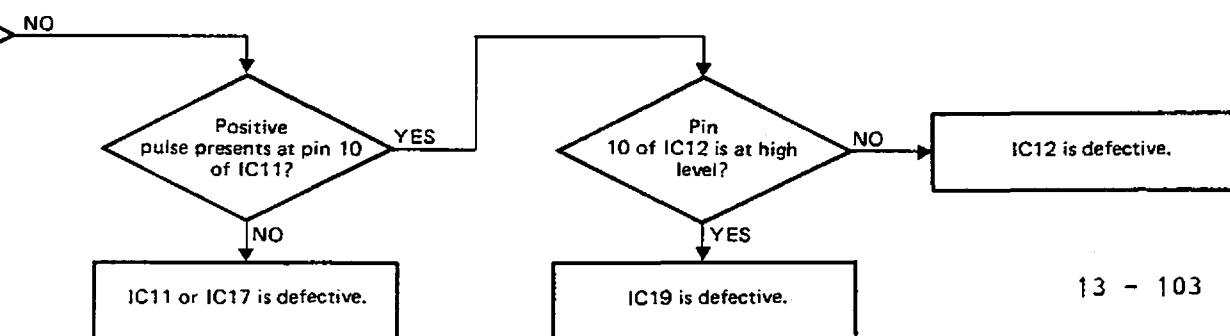 NO
Positive
pulse presents at pin 10
of IC11?
YES
NO
IC11 or IC17 is defective.
Pin
10 of IC12 is at high
level?
NO
IC12 is defective.
YES
IC19 is defective.
13 - 103